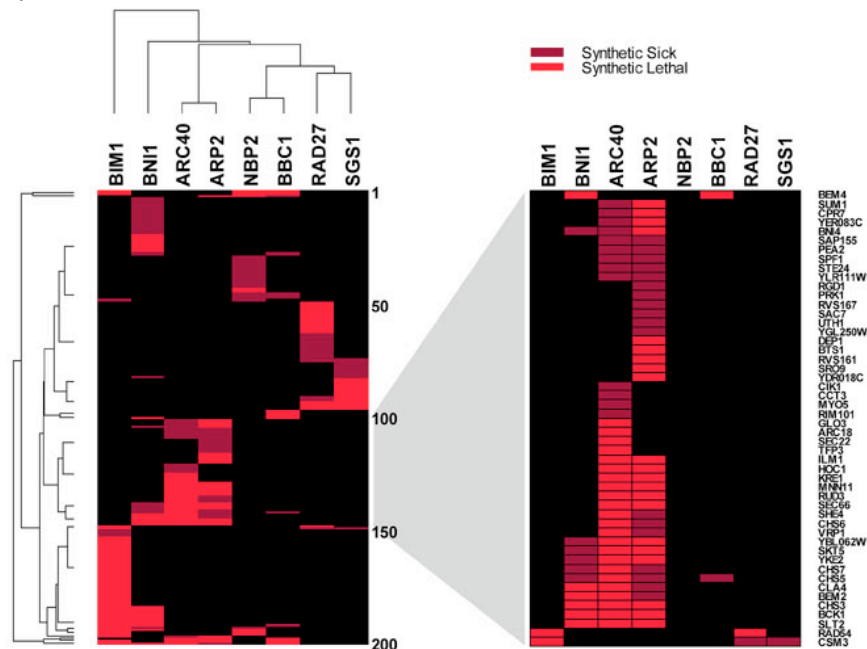 Synthetic Sick
Synthetic Lethal
BIM1
BNI1
ARC40
ARP2
NBP2
BBC1
RAD27
SGS1
BIM1
BNI1
ARC40
ARP2
NBP2
BBC1
RAD27
SGS1
1
50
100
150
200
BEM4
SUM1
CPR7
YER083C
BNI4
SAP155
PEA2
SPF1
STE24
YLR111W
RGD1
PRK1
RVS167
SAC7
UTH1
YGL250W
DEP1
BTS1
RVS161
SRO9
YDR018C
CIK1
CCT3
MYO5
RIM101
GLO3
ARC18
SEC22
TFP3
ILM1
HOC1
KRE1
MNN11
RUD3
SEC66
SHE4
CHS6
VRP1
YBL062W
SKT5
YKE2
CHS7
CHS5
CLA4
BEM2
CHS3
BCK1
SLT2
RAD54
CSM3